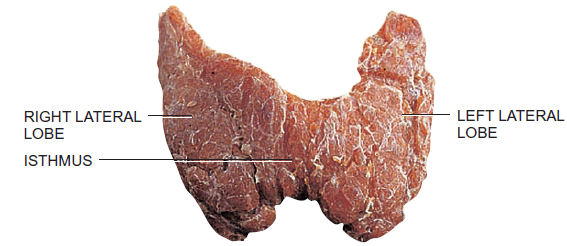 RIGHT LATERAL
LOBE
ISTHMUS
LEFT LATERAL
LOBE